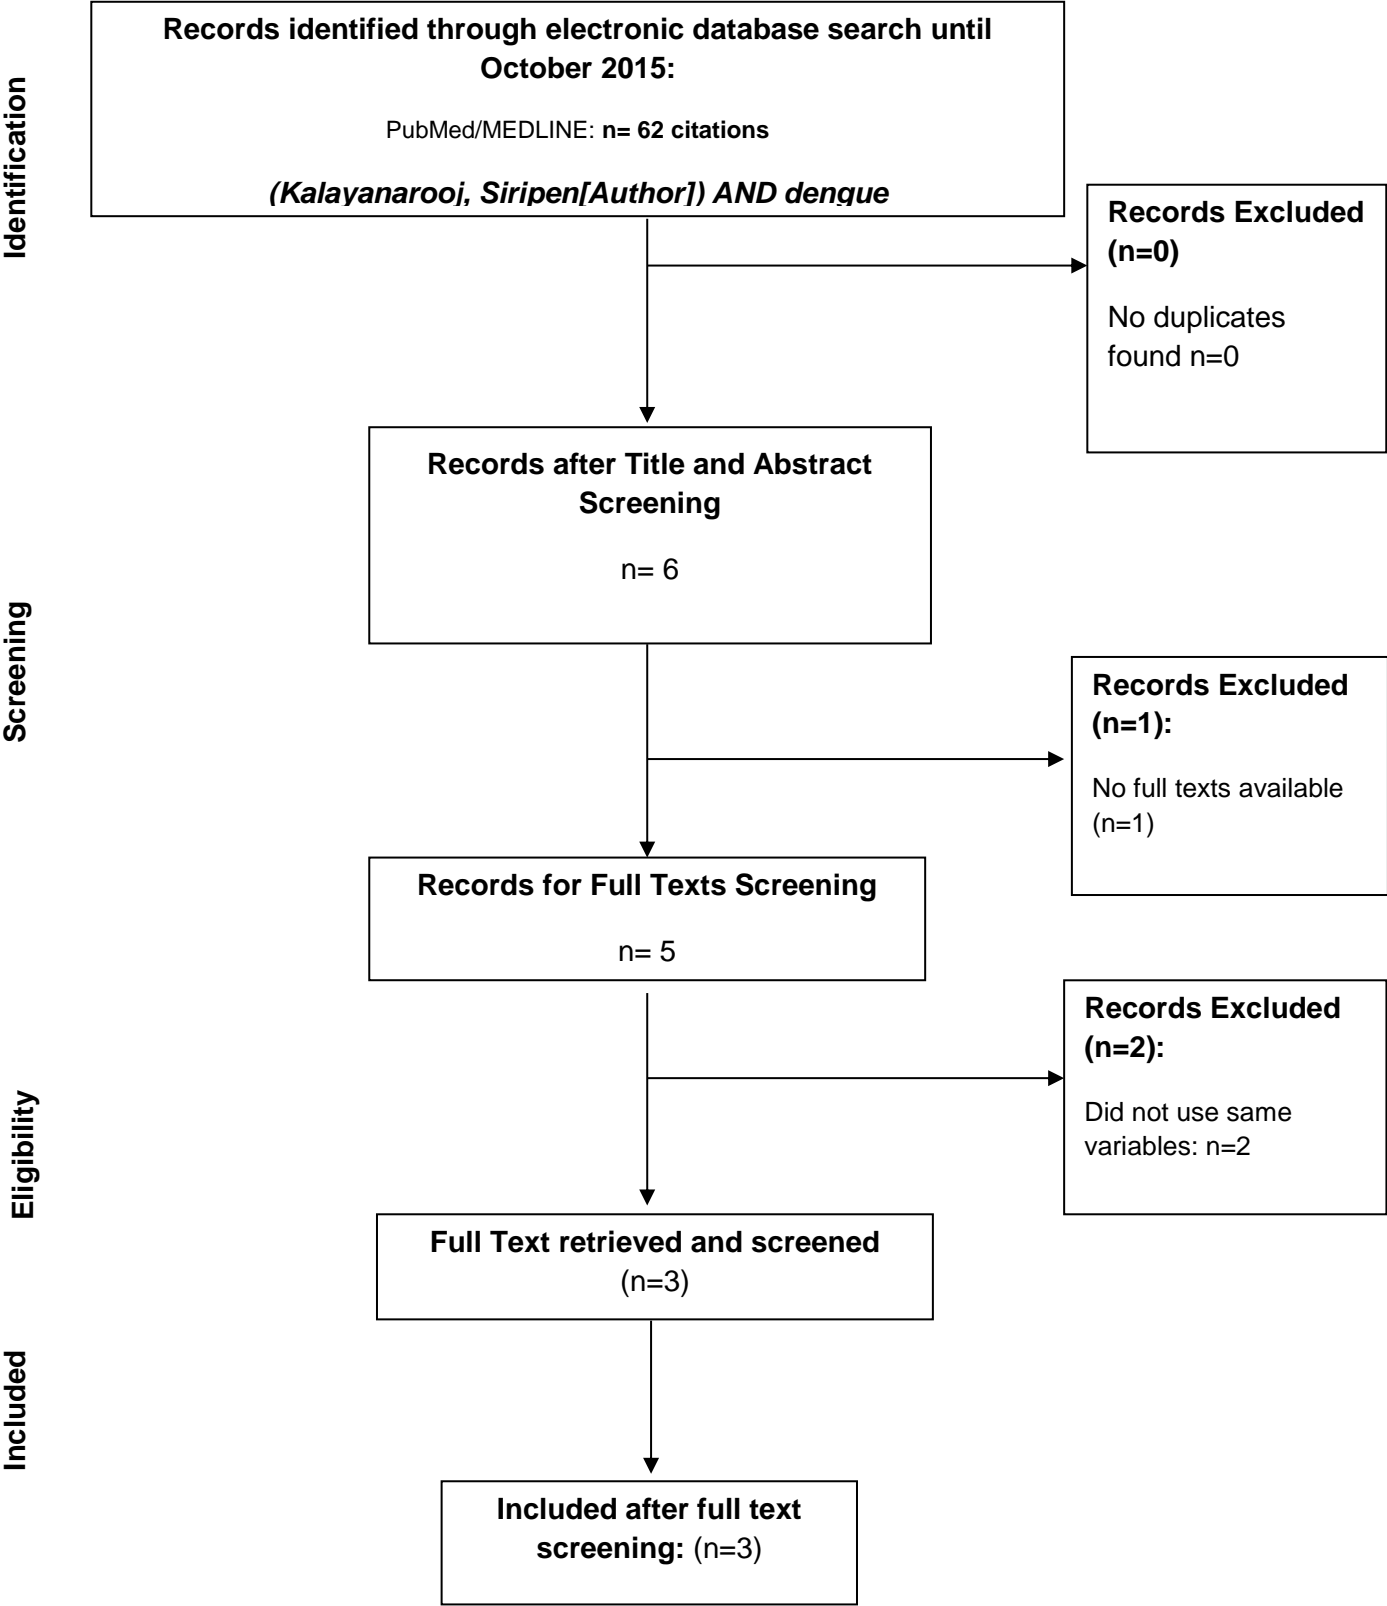 Identification
Records identified through electronic database search until
October 2015:
PubMed/MEDLINE: n= 62 citations
(Kalayanarooj, Siripen[Author]) AND dengue
Records Excluded
(n=0)
No duplicates
found n=0
Screening
Records after Title and Abstract
Screening
n= 6
Records Excluded
(n=1):
No full texts available
(n=1)
Records for Full Texts Screening
n= 5
Eligibility
Records Excluded
(n=2):
Did not use same
variables: n=2
Full Text retrieved and screened
(n=3)
Included
Included after full text
screening: (n=3)